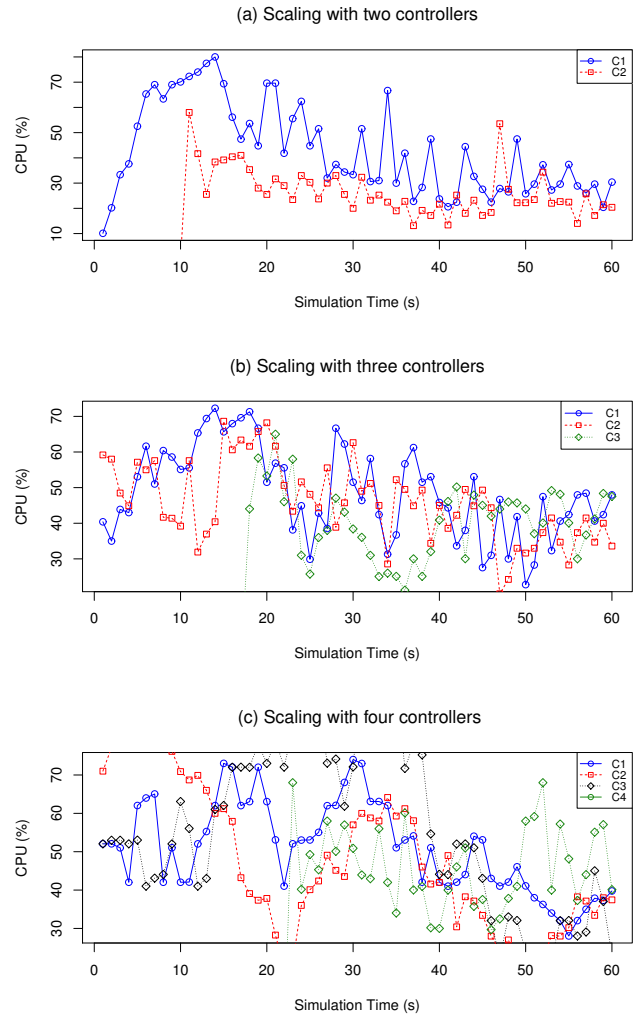 (a) Scaling with two controllers
C1
C2
CPU (%)
70
50
30
10
0 10 20 30 40 50 60
Simulation Time (s)
(b) Scaling with three controllers
C1
C2
C3
CPU (%)
70
60
50
40
30
0 10 20 30 40 50 60
Simulation Time (s)
(c) Scaling with four controllers
C1
C2
C3
C4
CPU (%)
70
60
50
40
30
0 10 20 30 40 50 60
Simulation Time (s)